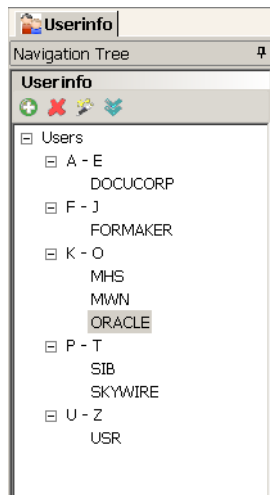 Userinfo
Navigation Tree
Userinfo
Users
A - E
DOCUCORP
F - J
FORMAKER
K - O
MHS
MWN
ORACLE
P - T
SIB
SKYWIRE
U - Z
USR